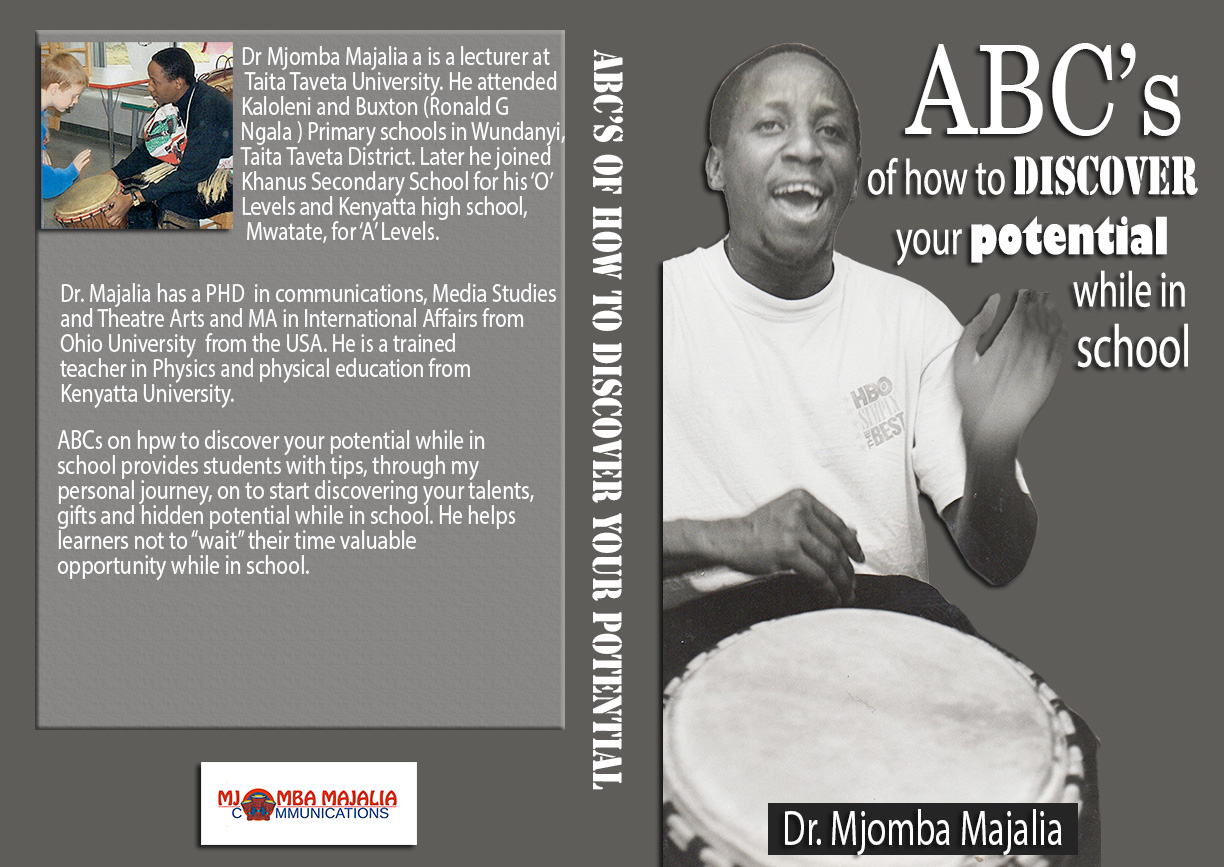 Dr Mjomba Majalia a is a lecturer at
Taita Taveta University. He attended
Kaloleni and Buxton (Ronald G
Ngala ) Primary schools in Wundanyi,
Taita Taveta District. Later he joined
Khanus Secondary School for his ‘O’
Levels and Kenyatta high school,
Mwatate, for ‘A’ Levels.
Dr. Majalia has a PHD in communications, Media Studies
and Theatre Arts and MA in International Affairs from
Ohio University from the USA. He is a trained
teacher in Physics and physical education from
Kenyatta University.
ABCs on hpw to discover your potential while in
school provides students with tips, through my
personal journey, on to start discovering your talents,
gifts and hidden potential while in school. He helps
learners not to “wait” their time valuable
opportunity while in school.
MJOMBA MAJALIA
COMMUNICATIONS
ABC'S OF HOW TO DISCOVER YOUR POTENTIAL
ABC’s
of how to DISCOVER
your potential
while in
school
HBO
SIMPLY
THE BEST
Dr. Mjomba Majalia